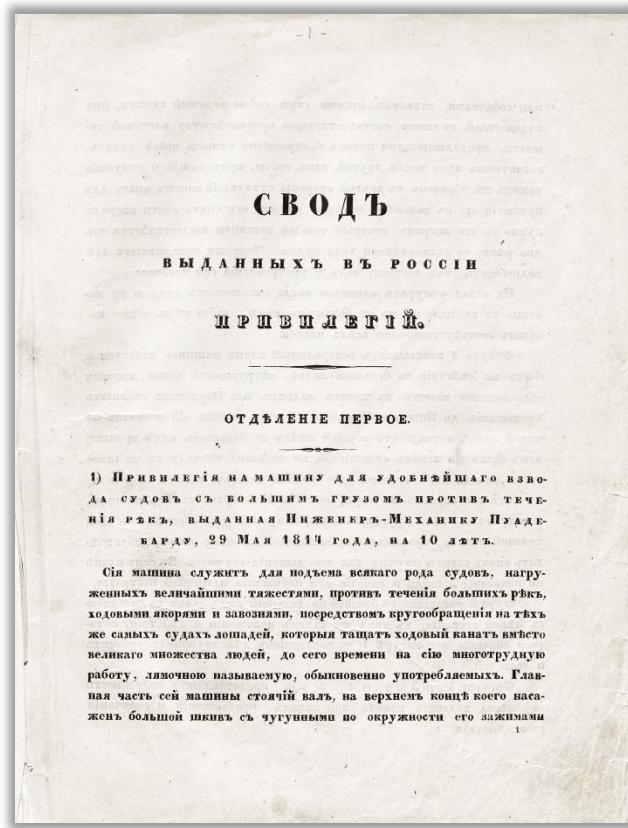 - 1 -
СВОДЪ
ВЫДАННЫХЪ ВЪ РОССІИ
ПРИВИЛЕГІЙ.
ОТДѢЛЕНІЕ ПЕРВОЕ.
1) Привилегія на машину для удобнѣйшаго взво-
да судовъ съ большимъ грузомъ противъ тече-
нія рѣкъ, выданная Инженеръ-Механику Пуаде-
барду, 29 Мая 1814 года, на 10 лѣтъ.
Сія машина служитъ для подъема всякаго рода судовъ, нагру-
женныхъ величайшими тяжестями, противъ теченія большихъ рѣкъ,
ходовыми якорями и завознями, посредствомъ кругообращенія на тѣхъ
же самыхъ судахъ лошадей, которыя тащатъ ходовый канатъ вмѣсто
великаго множества людей, до сего времени на сію многотрудную
работу, лямочною называемую, обыкновенно употребляемыхъ. Глав-
ная часть сей машины стоячій валъ, на верхнемъ концѣ коего наса-
женъ большой шкивъ съ чугунными по окружности его зажимами
1